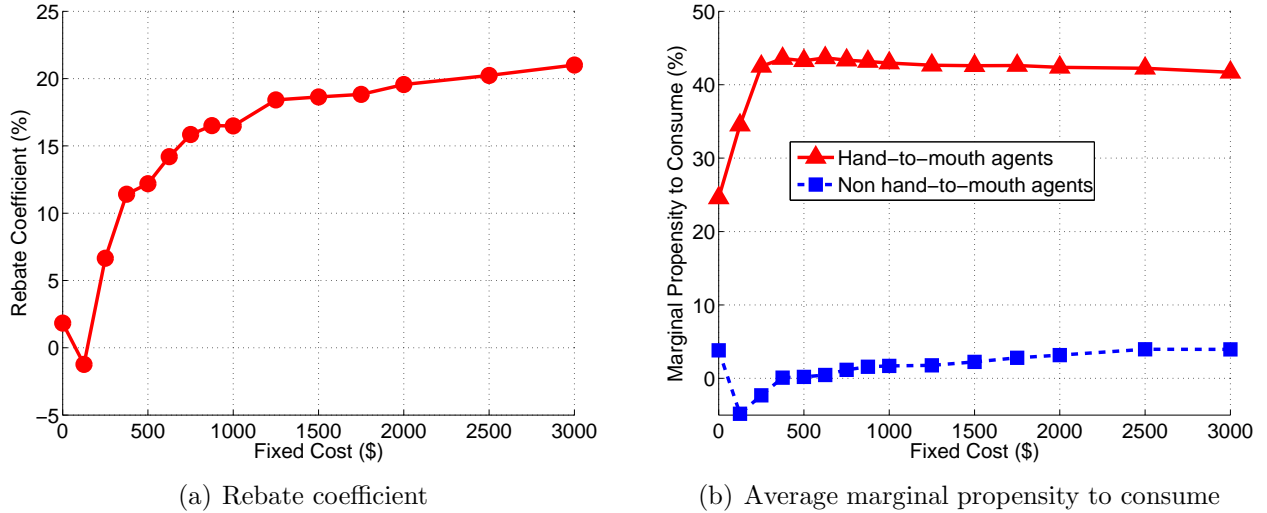 25
20
15
10
5
0
−5
Rebate Coefficient (%)
0 500 1000 1500 2000 2500 3000
Fixed Cost ($)
(a) Rebate coefficient
50
40
30
20
10
0
Marginal Propensity to Consume (%)
Hand−to−mouth agents
Non hand−to−mouth agents
0 500 1000 1500 2000 2500 3000
Fixed Cost ($)
(b) Average marginal propensity to consume